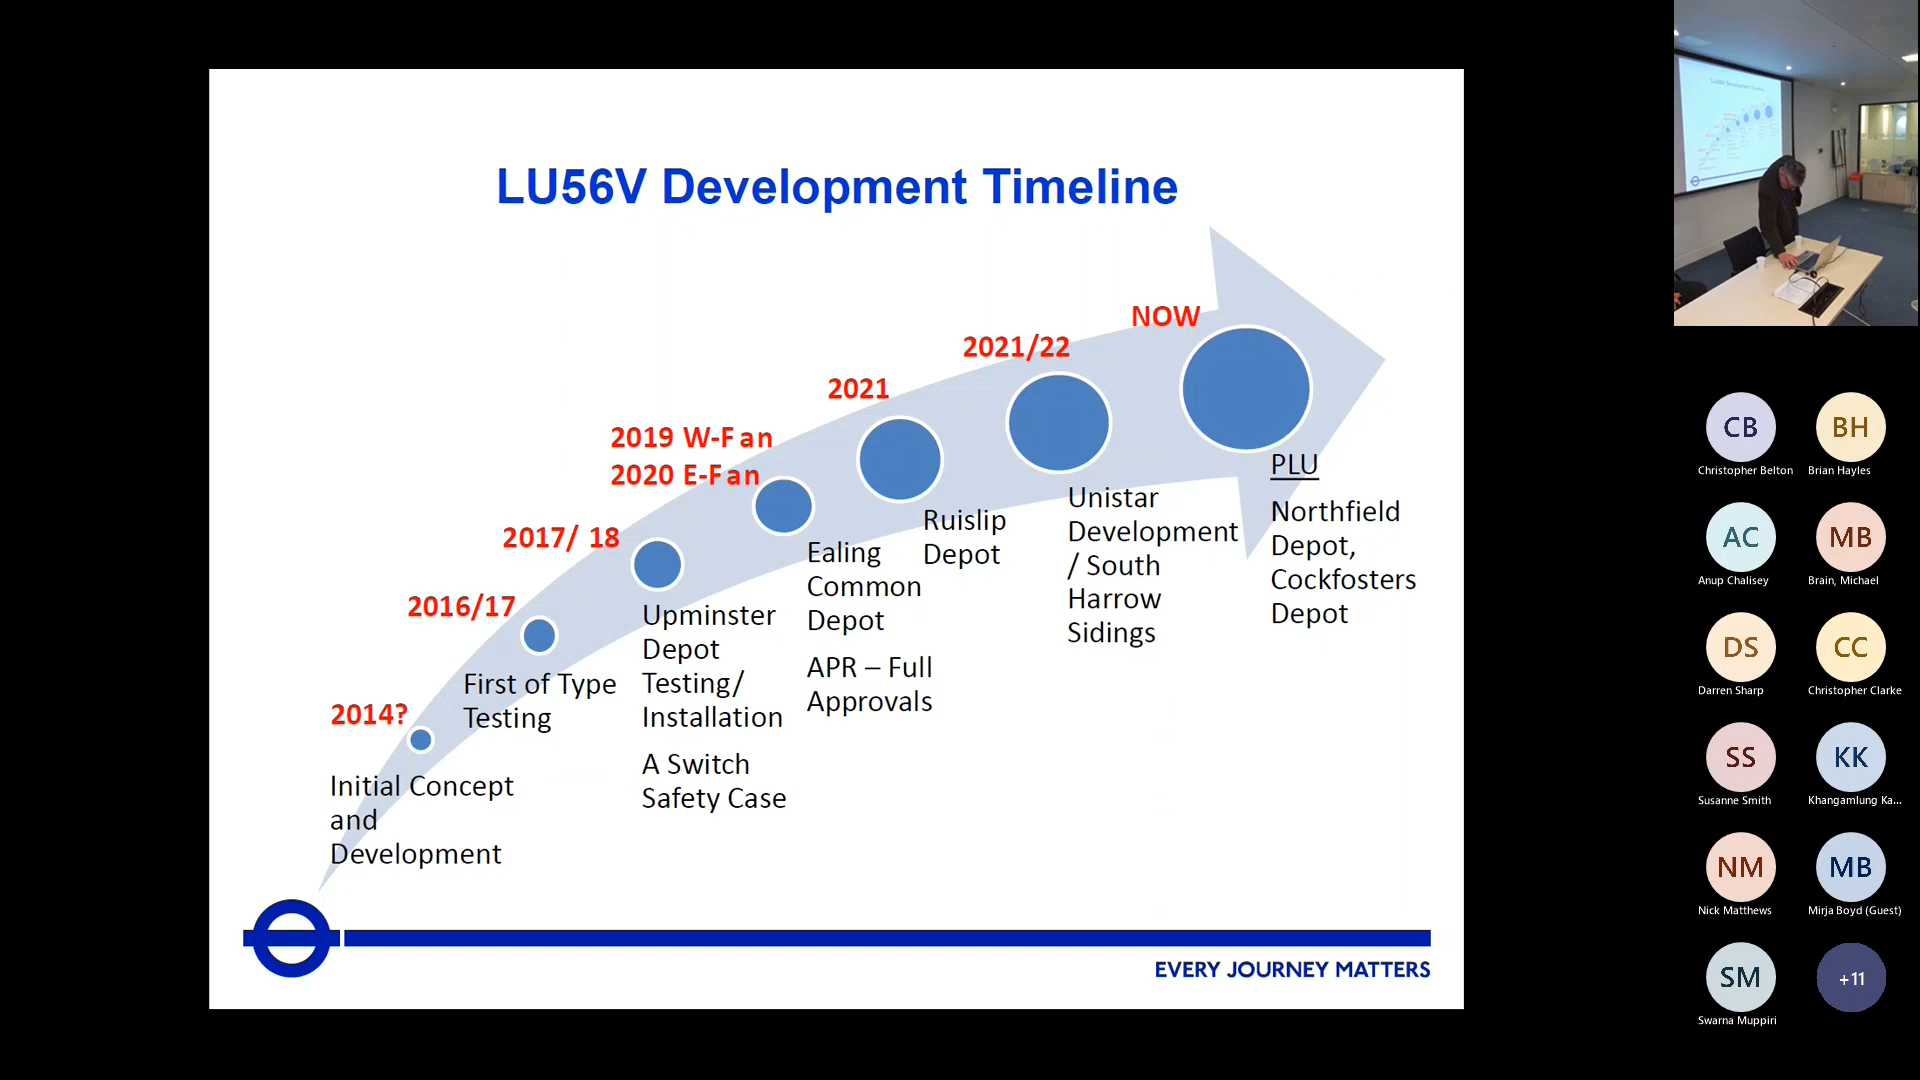 LU56V Development Timeline
2014?
Initial Concept
and
Development
2016/17
First of Type
Testing
2017/ 18
Upminster
Depot
Testing/
Installation
A Switch
Safety Case
2019 W-Fan
2020 E-Fan
Ealing
Common
Depot
APR – Full
Approvals
2021
Ruislip
Depot
2021/22
Unistar
Development
/ South
Harrow
Sidings
NOW
PLU
Northfield
Depot,
Cockfosters
Depot
EVERY JOURNEY MATTERS
CB
Christopher Belton
BH
Brian Hayles
AC
Anup Chalisey
MB
Brain, Michael
DS
Darren Sharp
CC
Christopher Clarke
SS
Susanne Smith
KK
Khangamlung Ka...
NM
Nick Matthews
MB
Mirja Boyd (Guest)
SM
Swarna Muppiri
+11